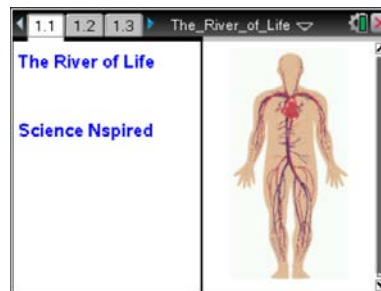 1.1 1.2 1.3 The_River_of_Life
The River of Life
Science Nspired